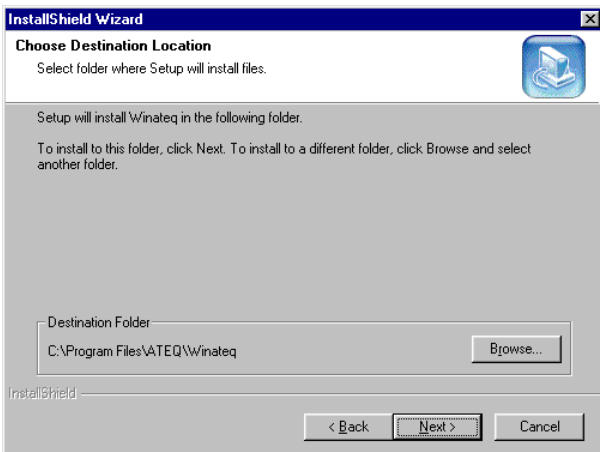 InstallShield Wizard
Choose Destination Location
Select folder where Setup will install files.
Setup will install Winateq in the following folder.
To install to this folder, click Next. To install to a different folder, click Browse and select
another folder.
Destination Folder
C:\Program Files\ATEQ\Winateq
Browse...
InstallShield
< Back
Next >
Cancel